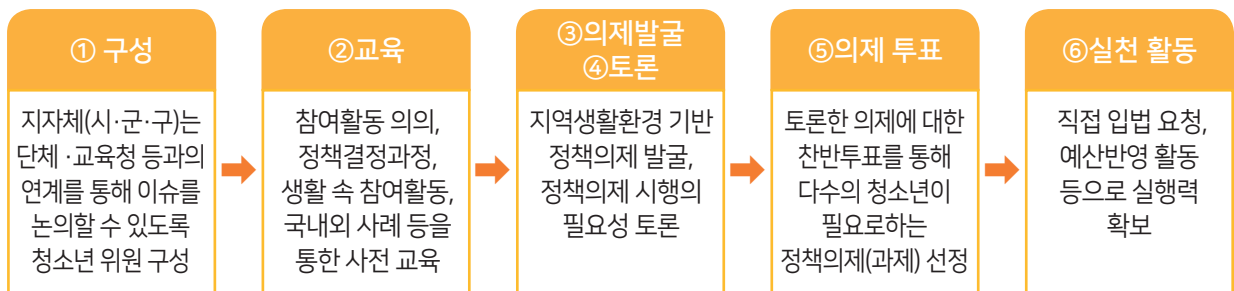 ① 구성
지자체(시·군·구)는
단체 ·교육청 등과의
연계를 통해 이슈를
논의할 수 있도록
청소년 위원 구성
②교육
참여활동 의의,
정책결정과정,
생활 속 참여활동,
국내외 사례 등을
통한 사전 교육
③의제발굴
④토론
지역생활환경 기반
정책의제 발굴,
정책의제 시행의
필요성 토론
⑤의제 투표
토론한 의제에 대한
찬반투표를 통해
다수의 청소년이
필요로하는
정책의제(과제) 선정
⑥실천 활동
직접 입법 요청,
예산반영 활동
등으로 실행력
확보